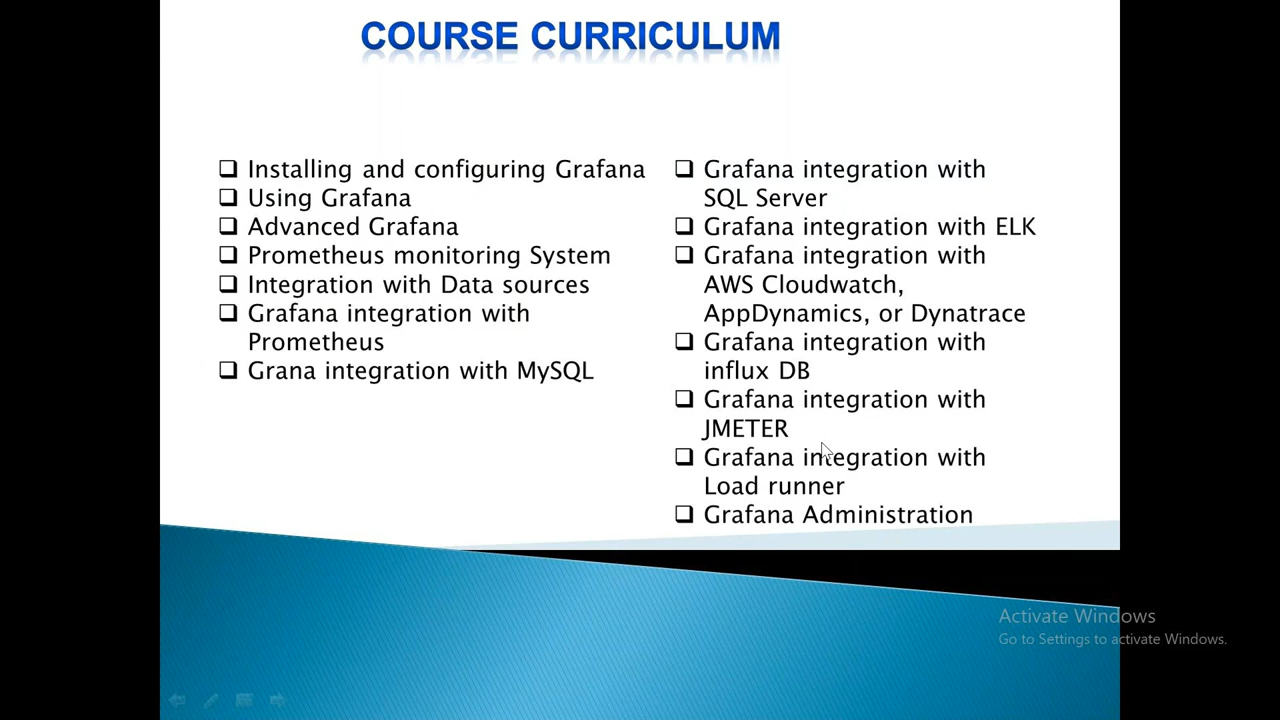 COURSE CURRICULUM
Installing and configuring Grafana
Using Grafana
Advanced Grafana
Prometheus monitoring System
Integration with Data sources
Grafana integration with
Prometheus
Grana integration with MySQL
Grafana integration with
SQL Server
Grafana integration with ELK
Grafana integration with
AWS Cloudwatch,
AppDynamics, or Dynatrace
Grafana integration with
influx DB
Grafana integration with
JMETER
Grafana integration with
Load runner
Grafana Administration
Activate Windows
Go to Settings to activate Windows.